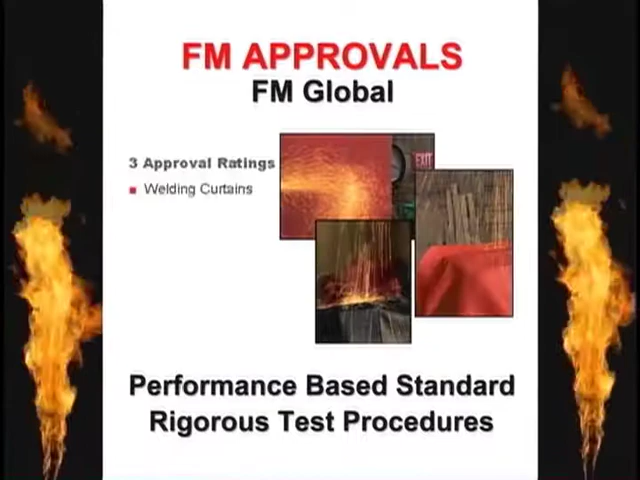 FM APPROVALS
FM Global
3 Approval Ratings
Welding Curtains
EXIT
Performance Based Standard
Rigorous Test Procedures